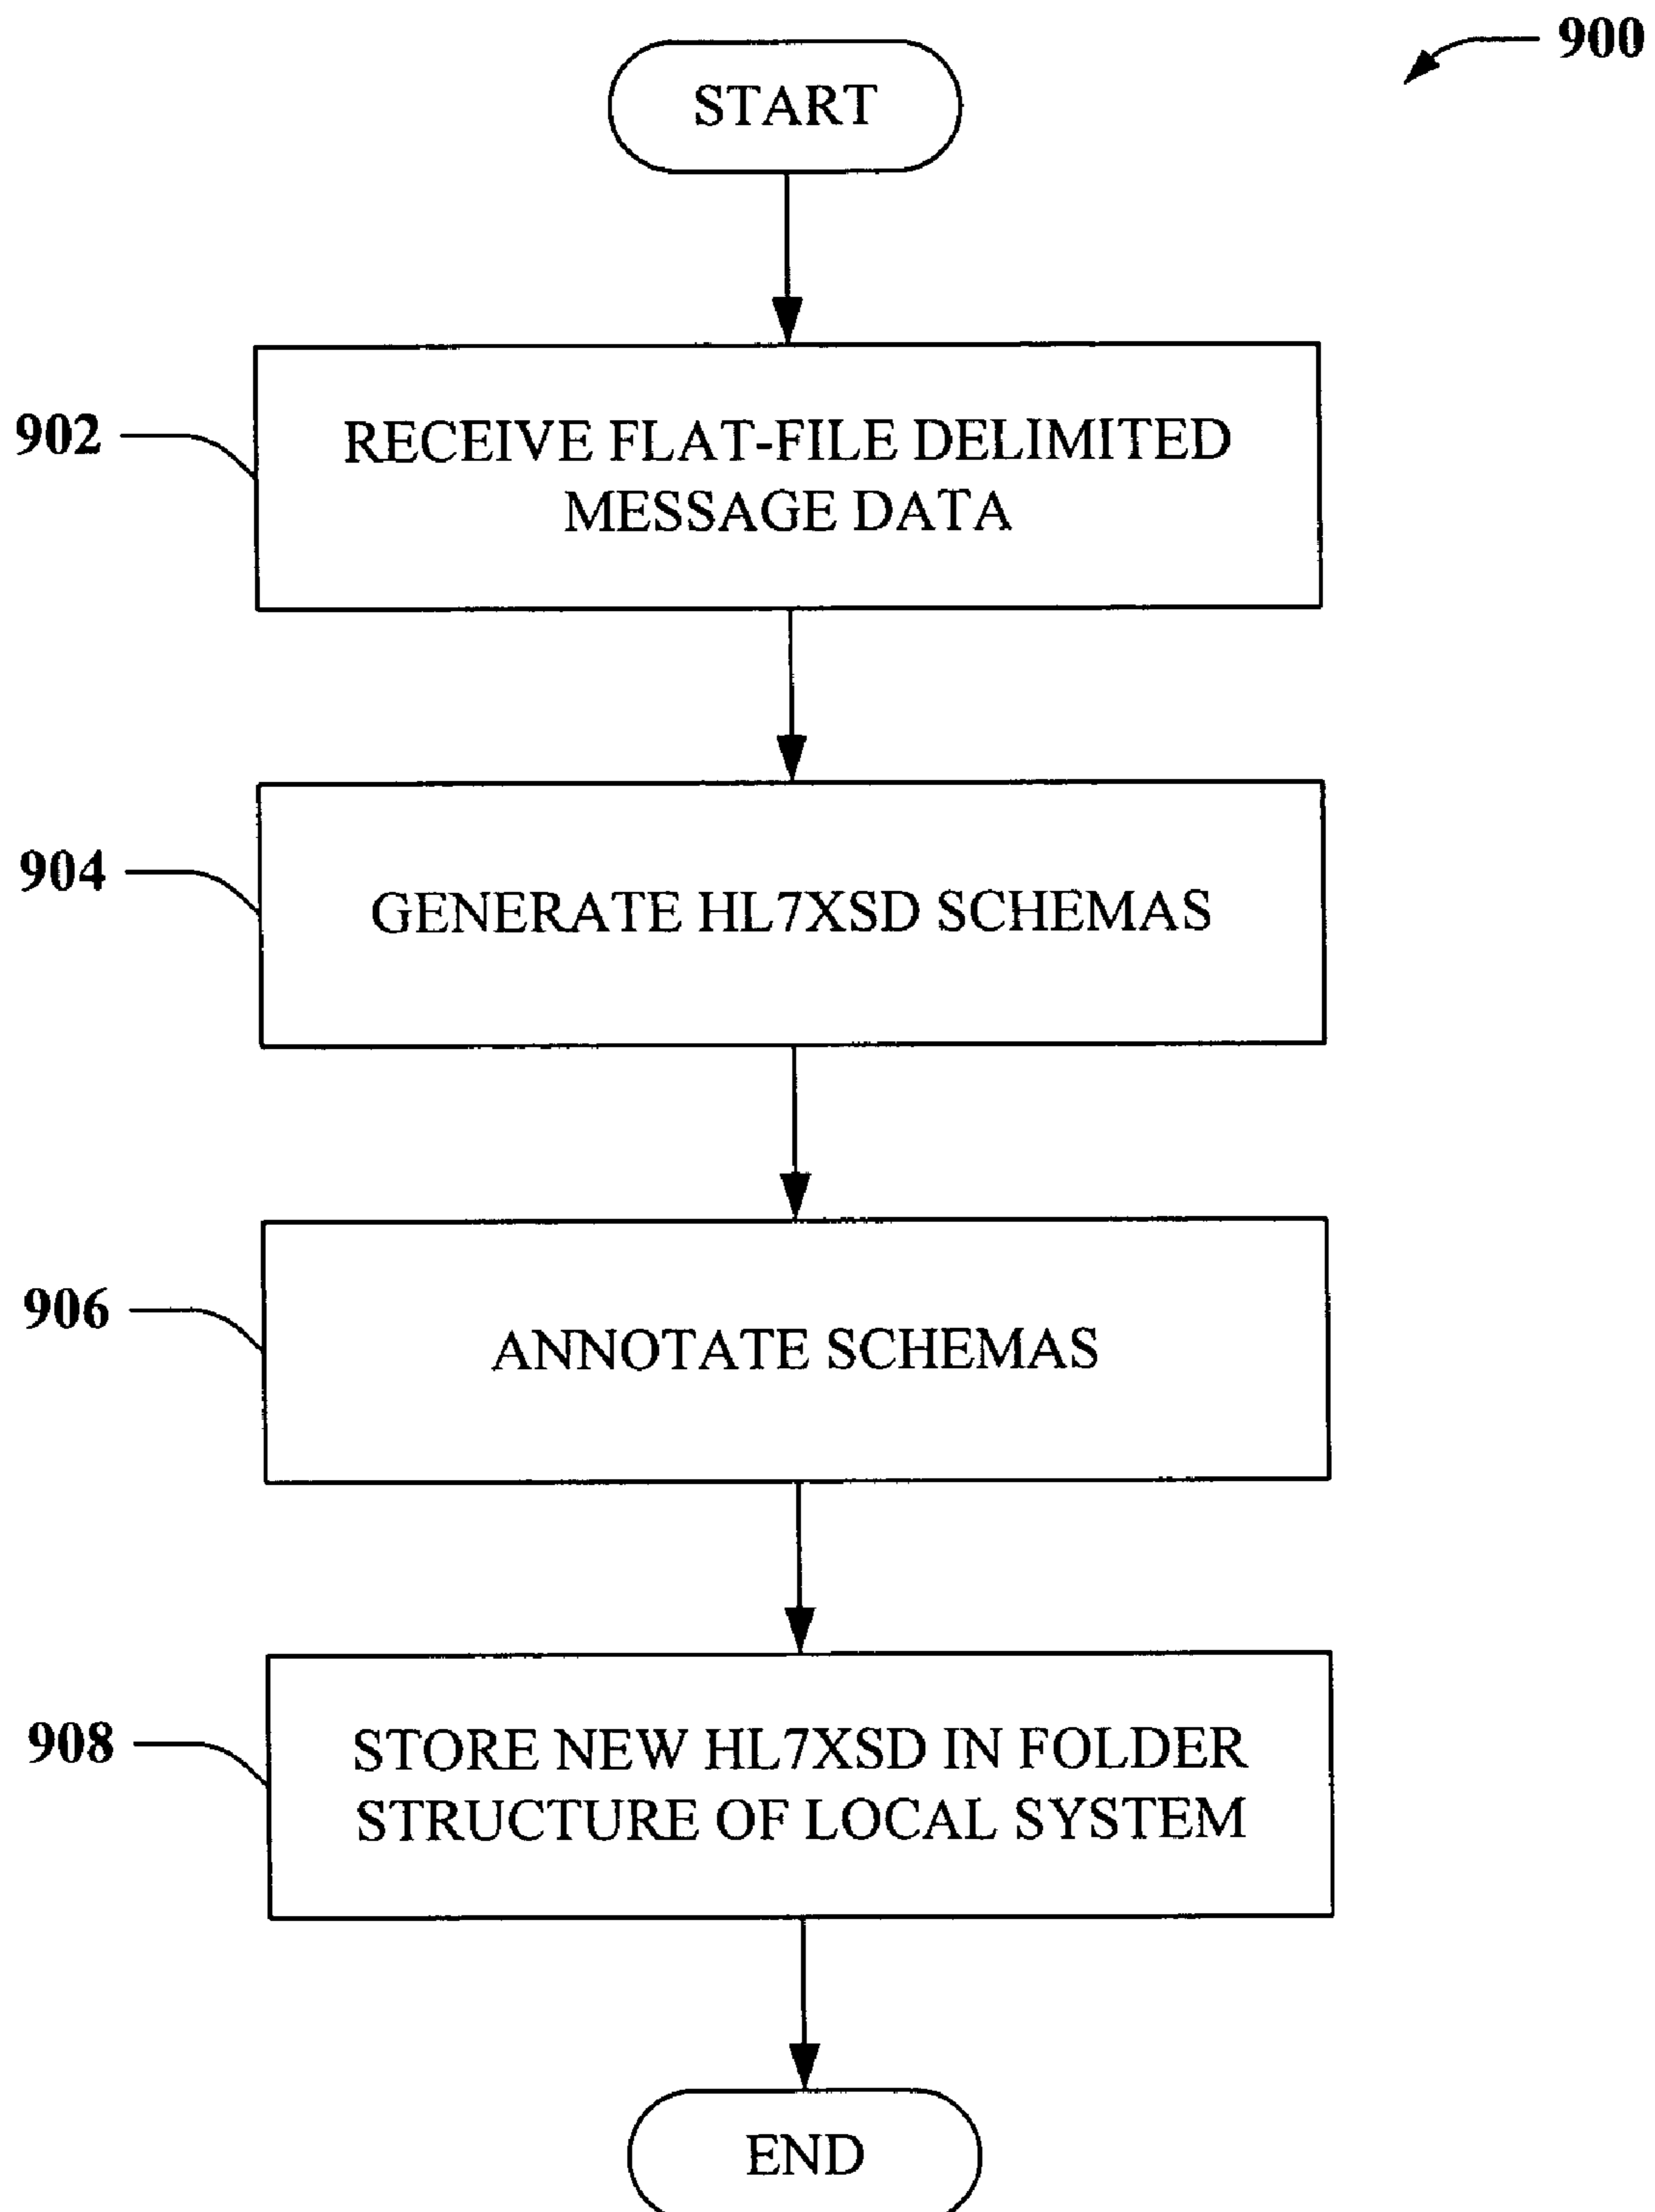 900
START
902
RECEIVE FLAT-FILE DELIMITED
MESSAGE DATA
904
GENERATE HL7XSD SCHEMAS
906
ANNOTATE SCHEMAS
908
STORE NEW HL7XSD IN FOLDER
STRUCTURE OF LOCAL SYSTEM
END